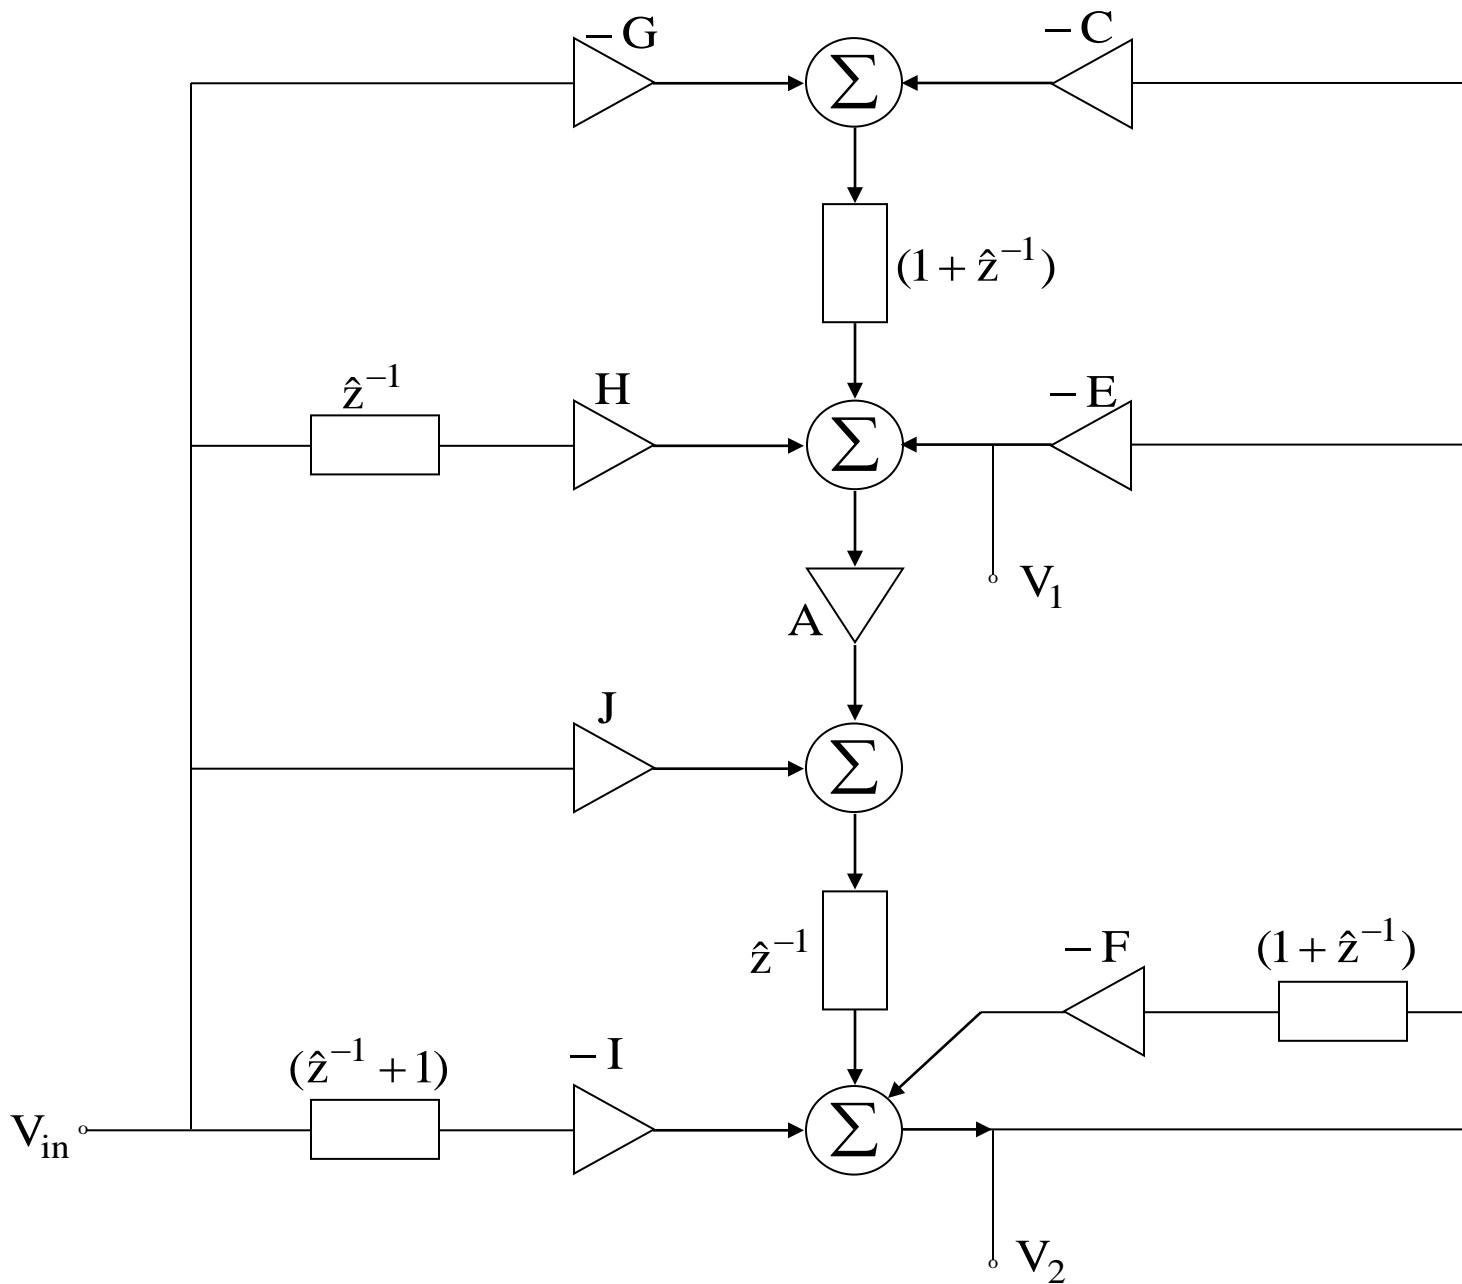 − G
− C
Σ
(1 + ẑ⁻¹)
ẑ⁻¹
H
− E
Σ
V₁
A
J
Σ
ẑ⁻¹
− F
(1 + ẑ⁻¹)
(ẑ⁻¹ + 1)
− I
V_in
Σ
V₂